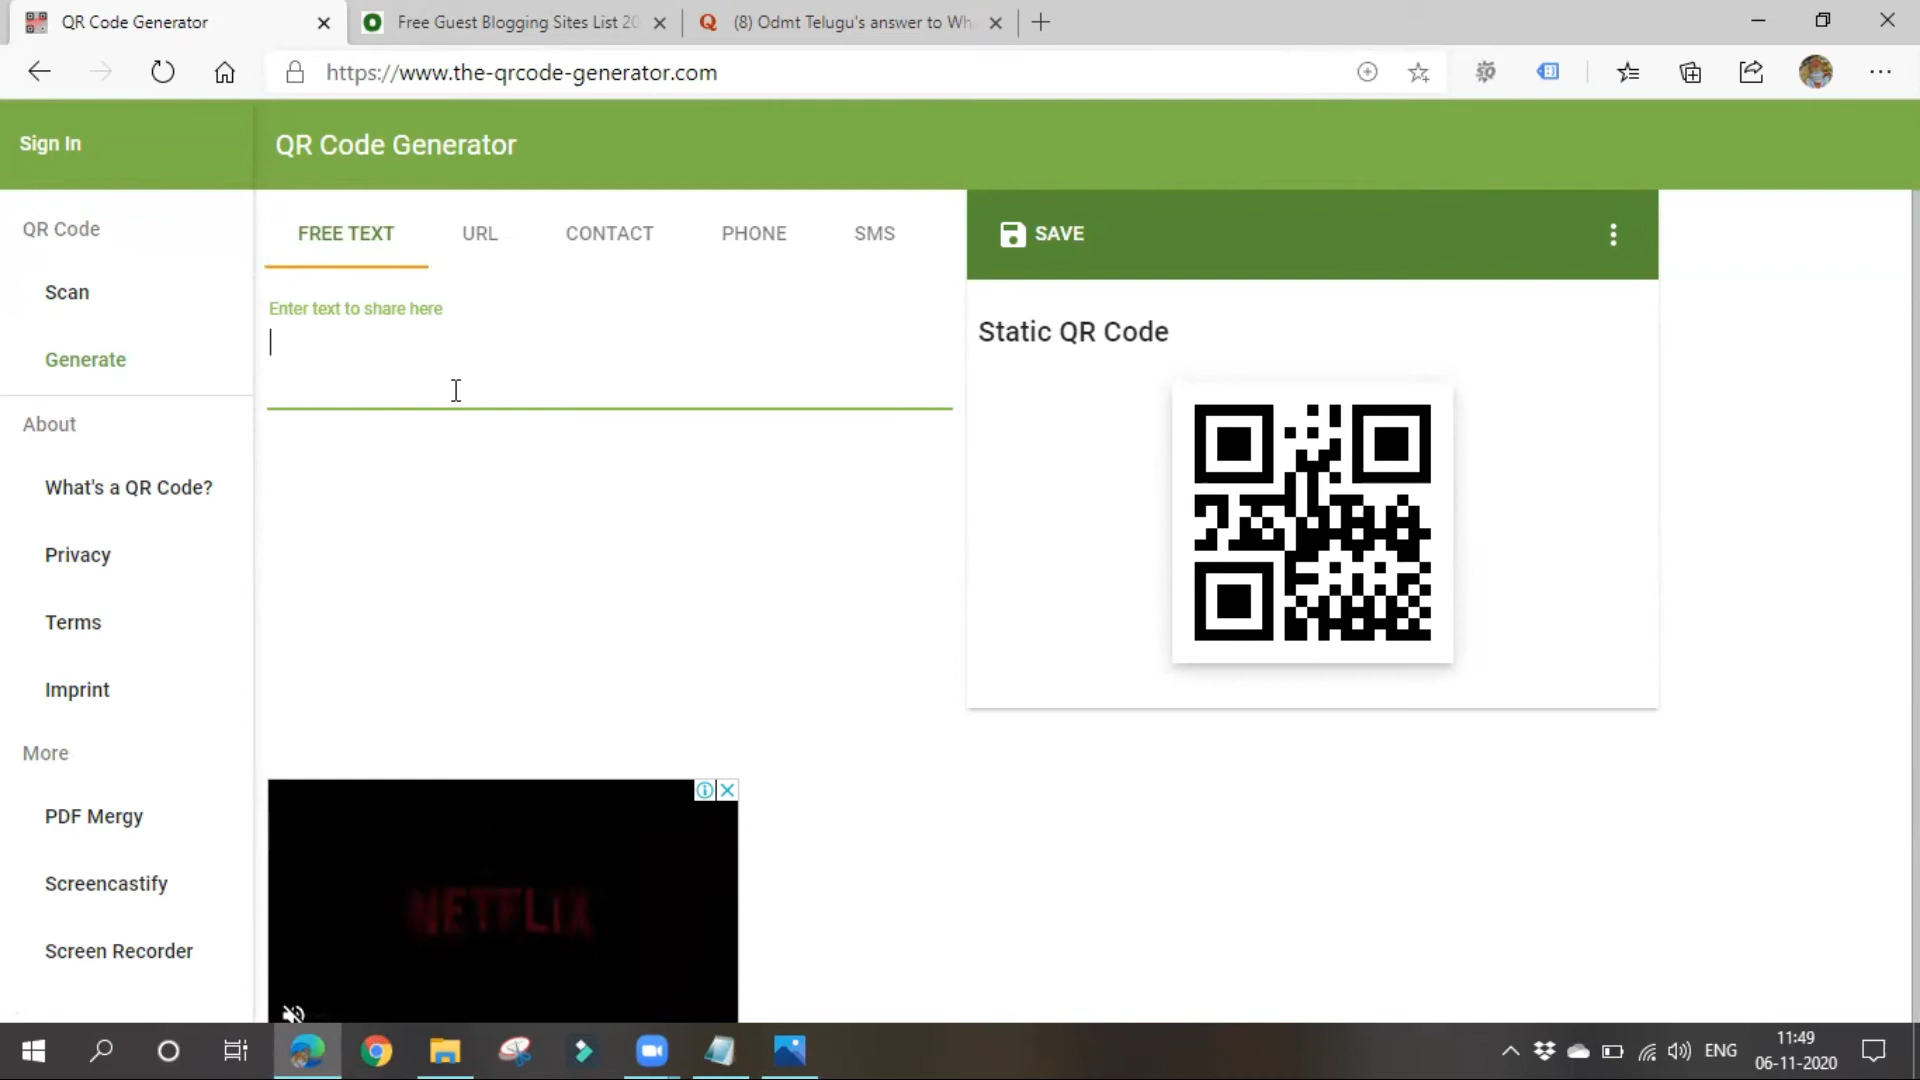 QR Code Generator
Free Guest Blogging Sites List 20
(8) Odmt Telugu's answer to Wh
https://www.the-qrcode-generator.com
Sign In
QR Code Generator
QR Code
Scan
Generate
About
What's a QR Code?
Privacy
Terms
Imprint
More
PDF Mergy
Screencastify
Screen Recorder
FREE TEXT
URL
CONTACT
PHONE
SMS
Enter text to share here
SAVE
Static QR Code
NETFLIX
ENG
11:49
06-11-2020